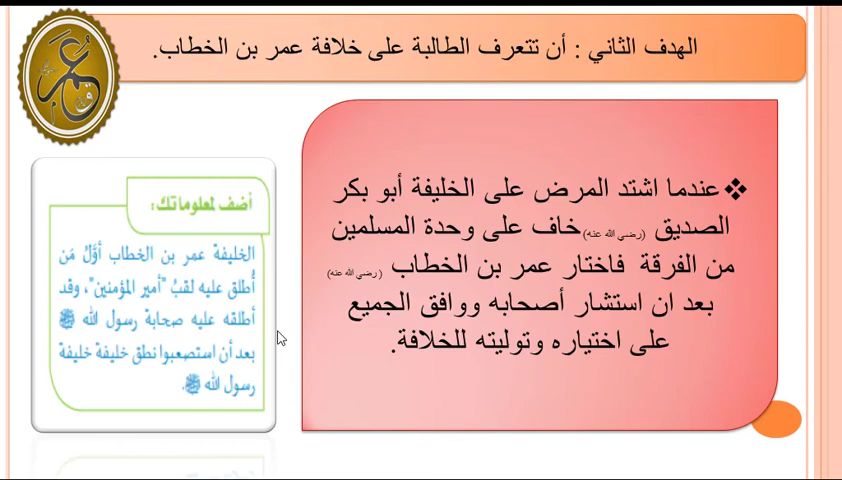 الهدف الثاني : أن تتعرف الطالبة على خلافة عمر بن الخطاب.
عمر
❖عندما اشتد المرض على الخليفة أبو بكر
الصديق (رضي الله عنه) خاف على وحدة المسلمين
من الفرقة فاختار عمر بن الخطاب (رضي الله عنه)
بعد ان استشار أصحابه ووافق الجميع
على اختياره وتوليته للخلافة.
أضف لمعلوماتك:
الخليفة عمر بن الخطاب أوَّلُ مَن
أُطلق عليه لقبُ "أمير المؤمنين"، وقد
أطلقه عليه صحابة رسول الله ﷺ
بعد أن استصعبوا نطق خليفة خليفة
رسول الله ﷺ.